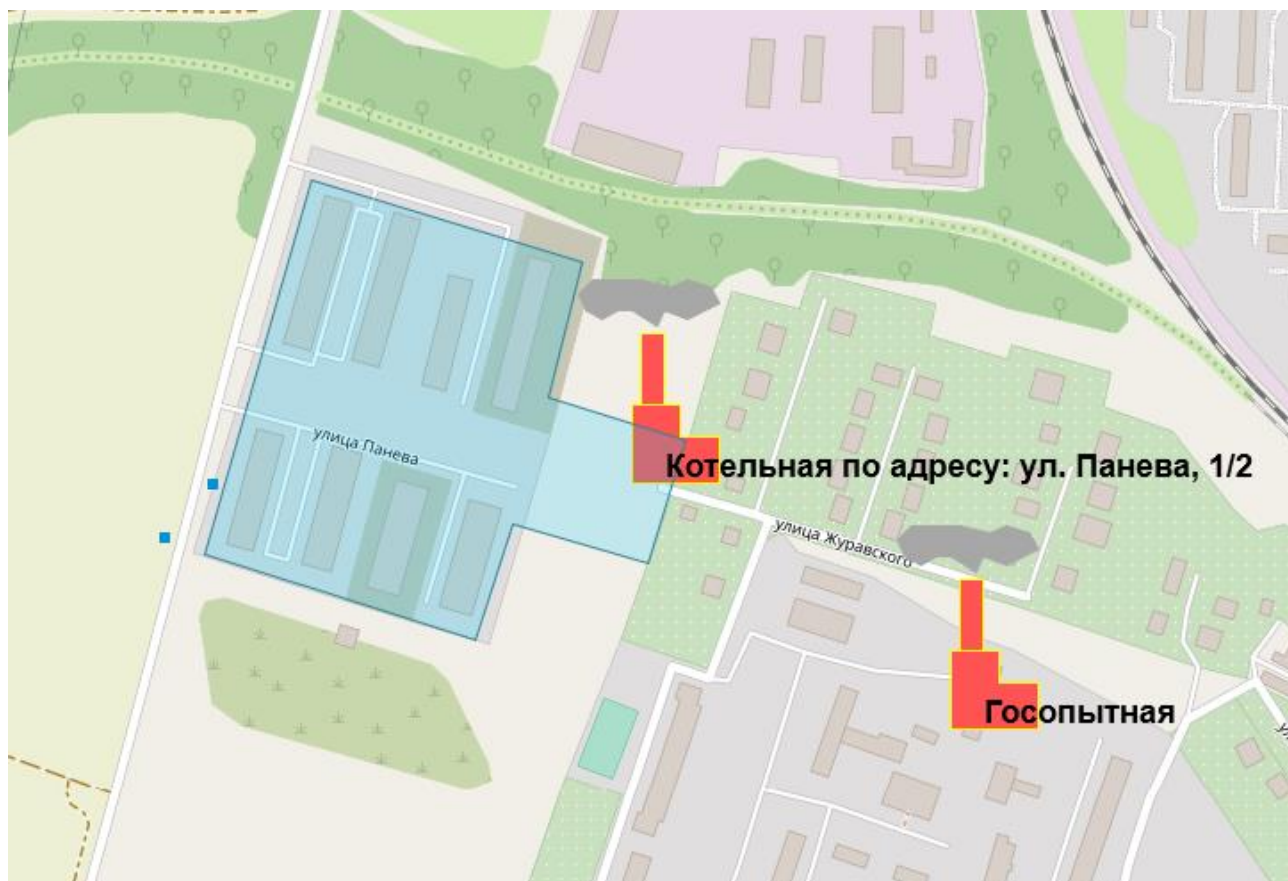 улица Панева
Котельная по адресу: ул. Панева, 1/2
улица Журавского
Госопытная